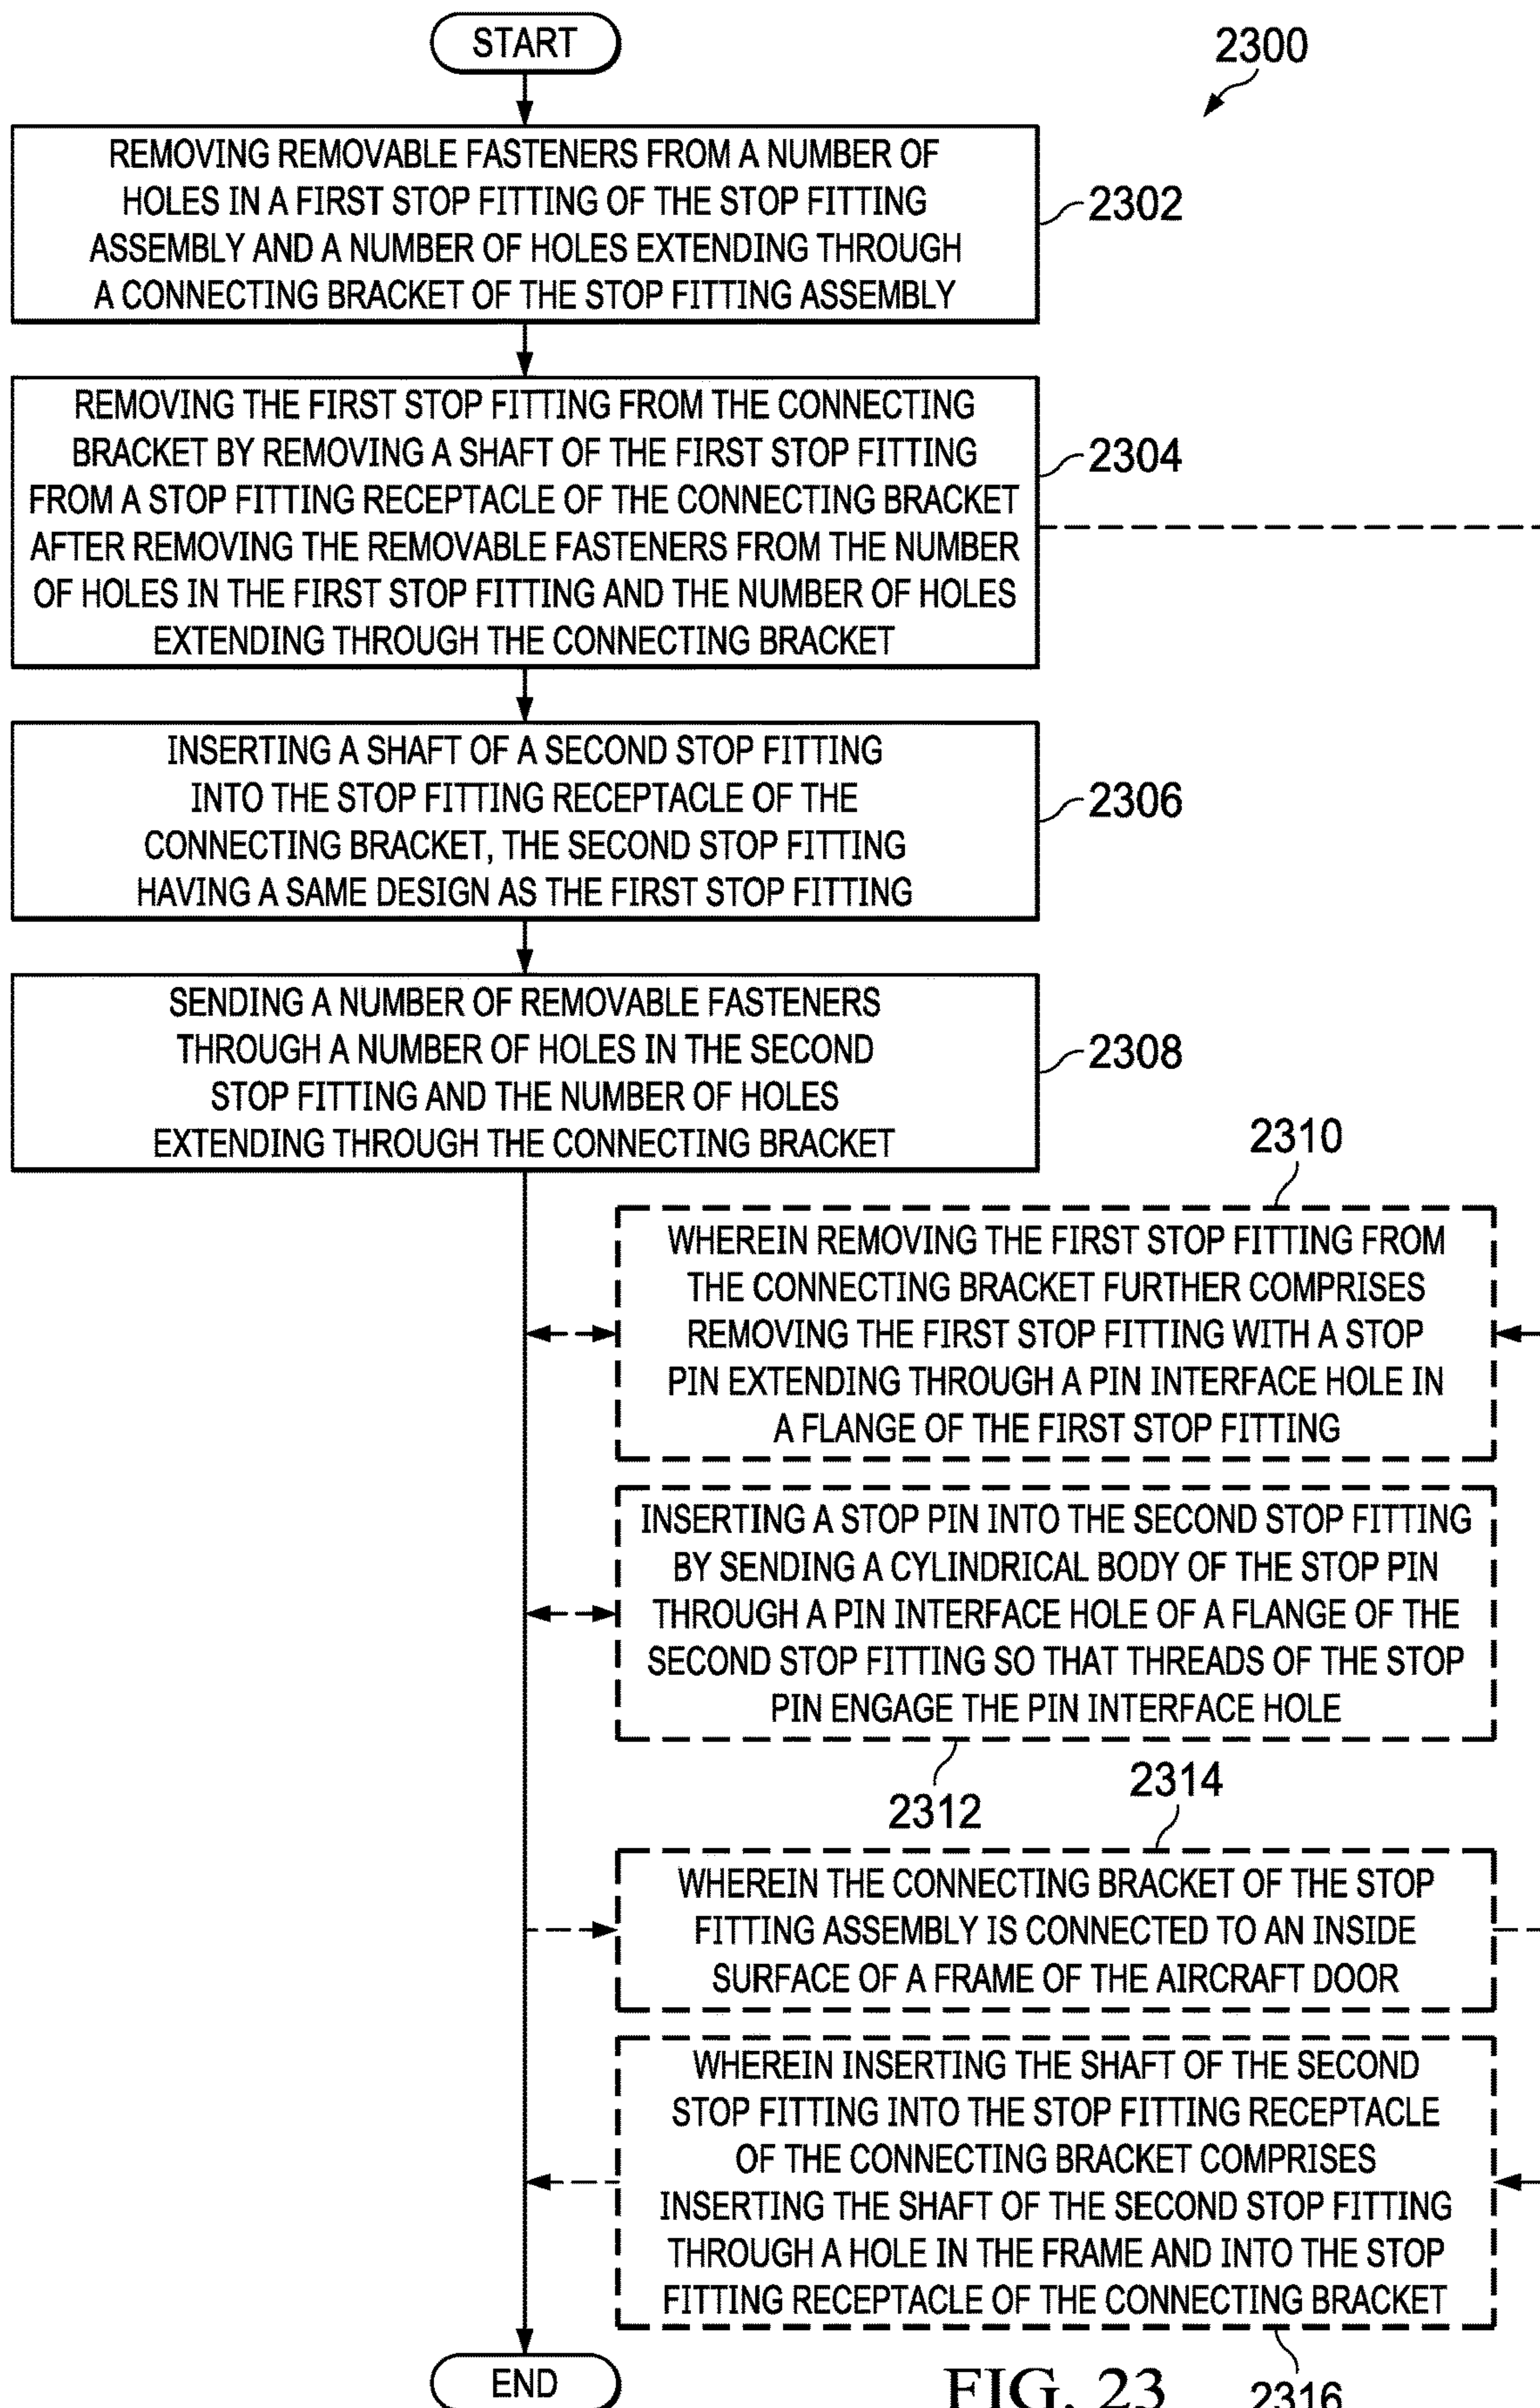 START
2300
REMOVING REMOVABLE FASTENERS FROM A NUMBER OF
HOLES IN A FIRST STOP FITTING OF THE STOP FITTING
ASSEMBLY AND A NUMBER OF HOLES EXTENDING THROUGH
A CONNECTING BRACKET OF THE STOP FITTING ASSEMBLY
2302
REMOVING THE FIRST STOP FITTING FROM THE CONNECTING
BRACKET BY REMOVING A SHAFT OF THE FIRST STOP FITTING
FROM A STOP FITTING RECEPTACLE OF THE CONNECTING BRACKET
AFTER REMOVING THE REMOVABLE FASTENERS FROM THE NUMBER
OF HOLES IN THE FIRST STOP FITTING AND THE NUMBER OF HOLES
EXTENDING THROUGH THE CONNECTING BRACKET
2304
INSERTING A SHAFT OF A SECOND STOP FITTING
INTO THE STOP FITTING RECEPTACLE OF THE
CONNECTING BRACKET, THE SECOND STOP FITTING
HAVING A SAME DESIGN AS THE FIRST STOP FITTING
2306
SENDING A NUMBER OF REMOVABLE FASTENERS
THROUGH A NUMBER OF HOLES IN THE SECOND
STOP FITTING AND THE NUMBER OF HOLES
EXTENDING THROUGH THE CONNECTING BRACKET
2308
2310
WHEREIN REMOVING THE FIRST STOP FITTING FROM
THE CONNECTING BRACKET FURTHER COMPRISES
REMOVING THE FIRST STOP FITTING WITH A STOP
PIN EXTENDING THROUGH A PIN INTERFACE HOLE IN
A FLANGE OF THE FIRST STOP FITTING
INSERTING A STOP PIN INTO THE SECOND STOP FITTING
BY SENDING A CYLINDRICAL BODY OF THE STOP PIN
THROUGH A PIN INTERFACE HOLE OF A FLANGE OF THE
SECOND STOP FITTING SO THAT THREADS OF THE STOP
PIN ENGAGE THE PIN INTERFACE HOLE
2312
2314
WHEREIN THE CONNECTING BRACKET OF THE STOP
FITTING ASSEMBLY IS CONNECTED TO AN INSIDE
SURFACE OF A FRAME OF THE AIRCRAFT DOOR
WHEREIN INSERTING THE SHAFT OF THE SECOND
STOP FITTING INTO THE STOP FITTING RECEPTACLE
OF THE CONNECTING BRACKET COMPRISES
INSERTING THE SHAFT OF THE SECOND STOP FITTING
THROUGH A HOLE IN THE FRAME AND INTO THE STOP
FITTING RECEPTACLE OF THE CONNECTING BRACKET
2316
END
FIG. 23